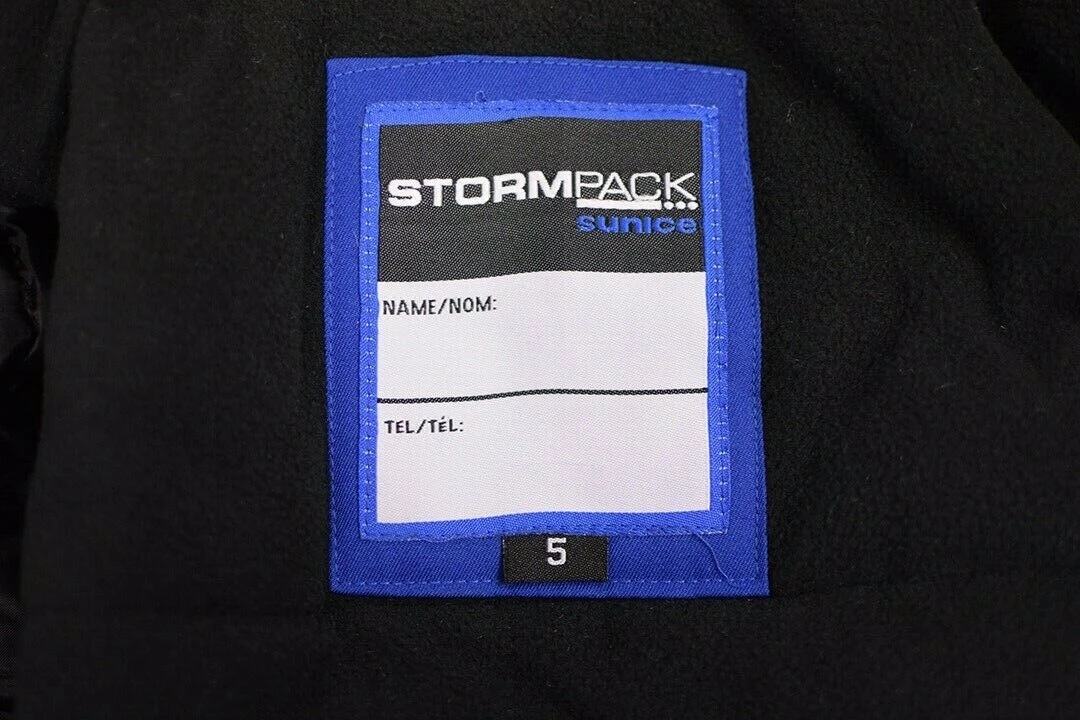 STORMPACK...
sunice
NAME/NOM:
TEL/TÉL:
5